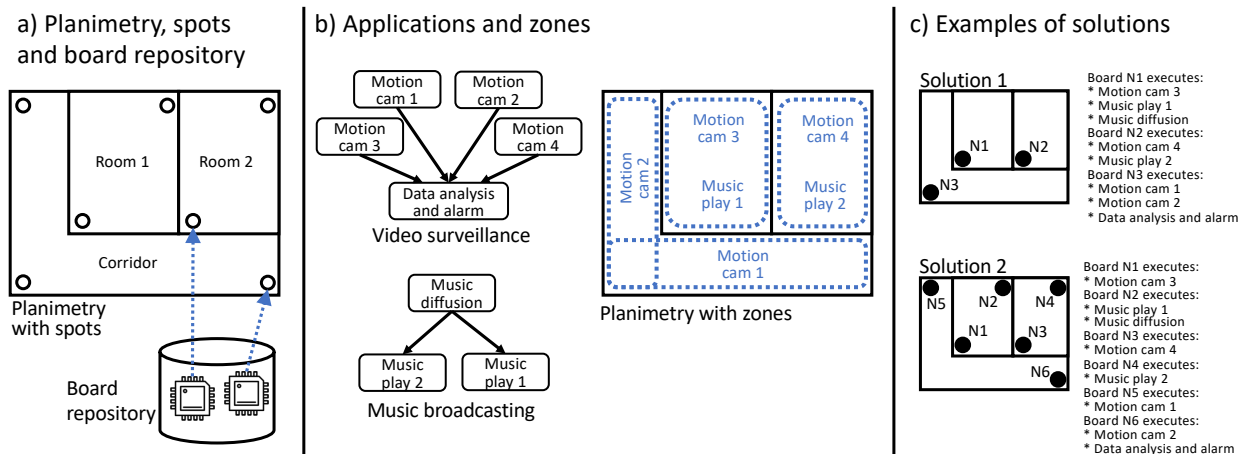 a) Planimetry, spots
and board repository
Room 1
Room 2
Corridor
Planimetry
with spots
Board
repository
b) Applications and zones
Motion
cam 1
Motion
cam 2
Motion
cam 3
Motion
cam 4
Data analysis
and alarm
Video surveillance
Music
diffusion
Music
play 2
Music
play 1
Music broadcasting
Motion
cam 2
Motion
cam 3
Music
play 1
Motion
cam 4
Music
play 2
Motion
cam 1
Planimetry with zones
c) Examples of solutions
Solution 1
N1
N2
N3
Board N1 executes:
* Motion cam 3
* Music play 1
* Music diffusion
Board N2 executes:
* Motion cam 4
* Music play 2
Board N3 executes:
* Motion cam 1
* Motion cam 2
* Data analysis and alarm
Solution 2
N5
N2
N4
N1
N3
N6
Board N1 executes:
* Motion cam 3
Board N2 executes:
* Music play 1
* Music diffusion
Board N3 executes:
* Motion cam 4
Board N4 executes:
* Music play 2
Board N5 executes:
* Motion cam 1
Board N6 executes:
* Motion cam 2
* Data analysis and alarm